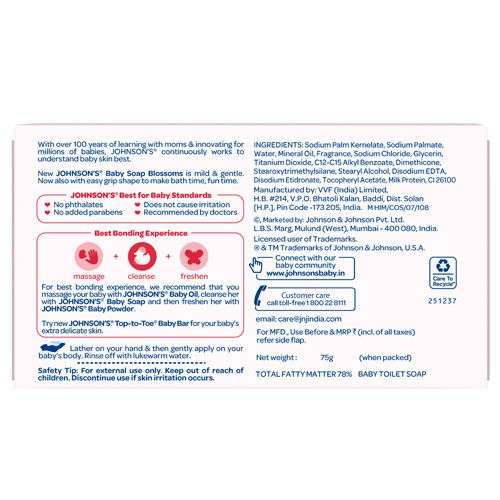 With over 100 years of learning with moms & innovating for
millions of babies, JOHNSON'S® continuously works to
understand baby skin best.
New JOHNSON'S® Baby Soap Blossoms is mild & gentle.
Now also with easy grip shape to make bath time, fun time.
JOHNSON'S® Best for Baby Standards
No phthalates
Does not cause irritation
No added parabens
Recommended by doctors
Best Bonding Experience
massage + cleanse + freshen
For best bonding experience, we recommend that you
massage your baby with JOHNSON'S® Baby Oil, cleanse her
with JOHNSON'S® Baby Soap and then freshen her with
JOHNSON'S® Baby Powder.
Try new JOHNSON'S® Top-to-Toe® Baby Bar for your baby's
extra delicate skin.
Lather on your hand & then gently apply on your
baby's body. Rinse off with lukewarm water.
Safety Tip: For external use only. Keep out of reach of
children. Discontinue use if skin irritation occurs.
INGREDIENTS: Sodium Palm Kernelate, Sodium Palmate,
Water, Mineral Oil, Fragrance, Sodium Chloride, Glycerin,
Titanium Dioxide, C12-C15 Alkyl Benzoate, Dimethicone,
Stearoxytrimethylsilane, Stearyl Alcohol, Disodium EDTA,
Disodium Etidronate, Tocopheryl Acetate, Milk Protein, CI 26100
Manufactured by: VVF (India) Limited,
H.B. #214, V.P.O. Bhatoli Kalan, Baddi, Dist. Solan
[H.P.], Pin Code -173 205, India. M HIM/COS/07/108
©, Marketed by: Johnson & Johnson Pvt. Ltd.
L.B.S. Marg, Mulund (West), Mumbai - 400 080, India.
Licensed user of Trademarks.
® & TM Trademarks of Johnson & Johnson, U.S.A.
Connect with our
baby community
www.johnsonsbaby.in
Customer care
call toll-free 1 800 22 8111
email: care@jnjindia.com
Care To
Recycle®
251237
For MFD., Use Before & MRP ₹ (incl. of all taxes)
refer side flap.
Net weight : 75g (when packed)
TOTAL FATTY MATTER 78% BABY TOILET SOAP